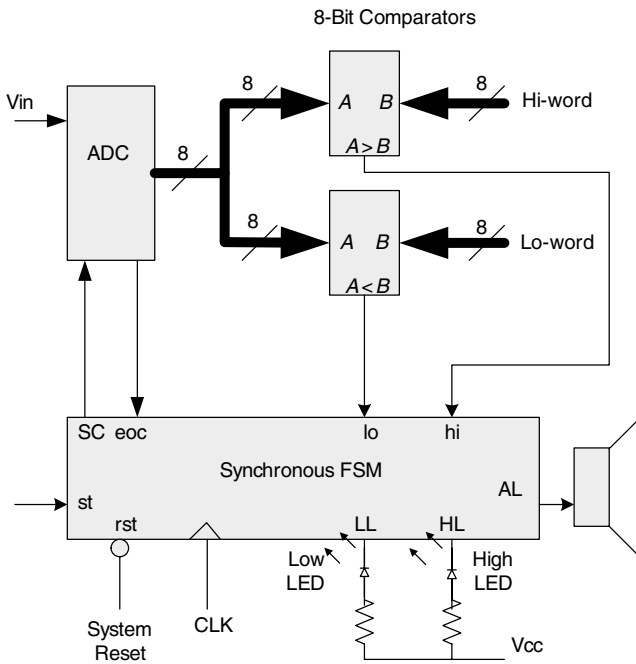 8-Bit Comparators
Vin
ADC
8
8
A B
A > B
8
Hi-word
8
A B
A < B
8
Lo-word
SC eoc
lo
hi
Synchronous FSM
st
AL
rst
LL
HL
Low
LED
High
LED
System
Reset
CLK
Vcc